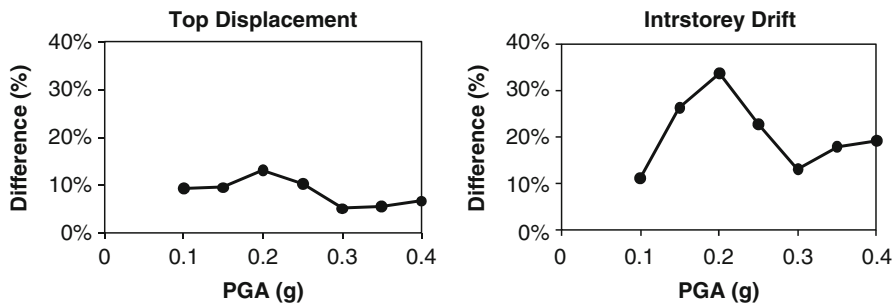 Top Displacement
40%
30%
20%
10%
0%
Difference (%)
0 0.1 0.2 0.3 0.4
PGA (g)
Intrstorey Drift
40%
30%
20%
10%
0%
Difference (%)
0 0.1 0.2 0.3 0.4
PGA (g)